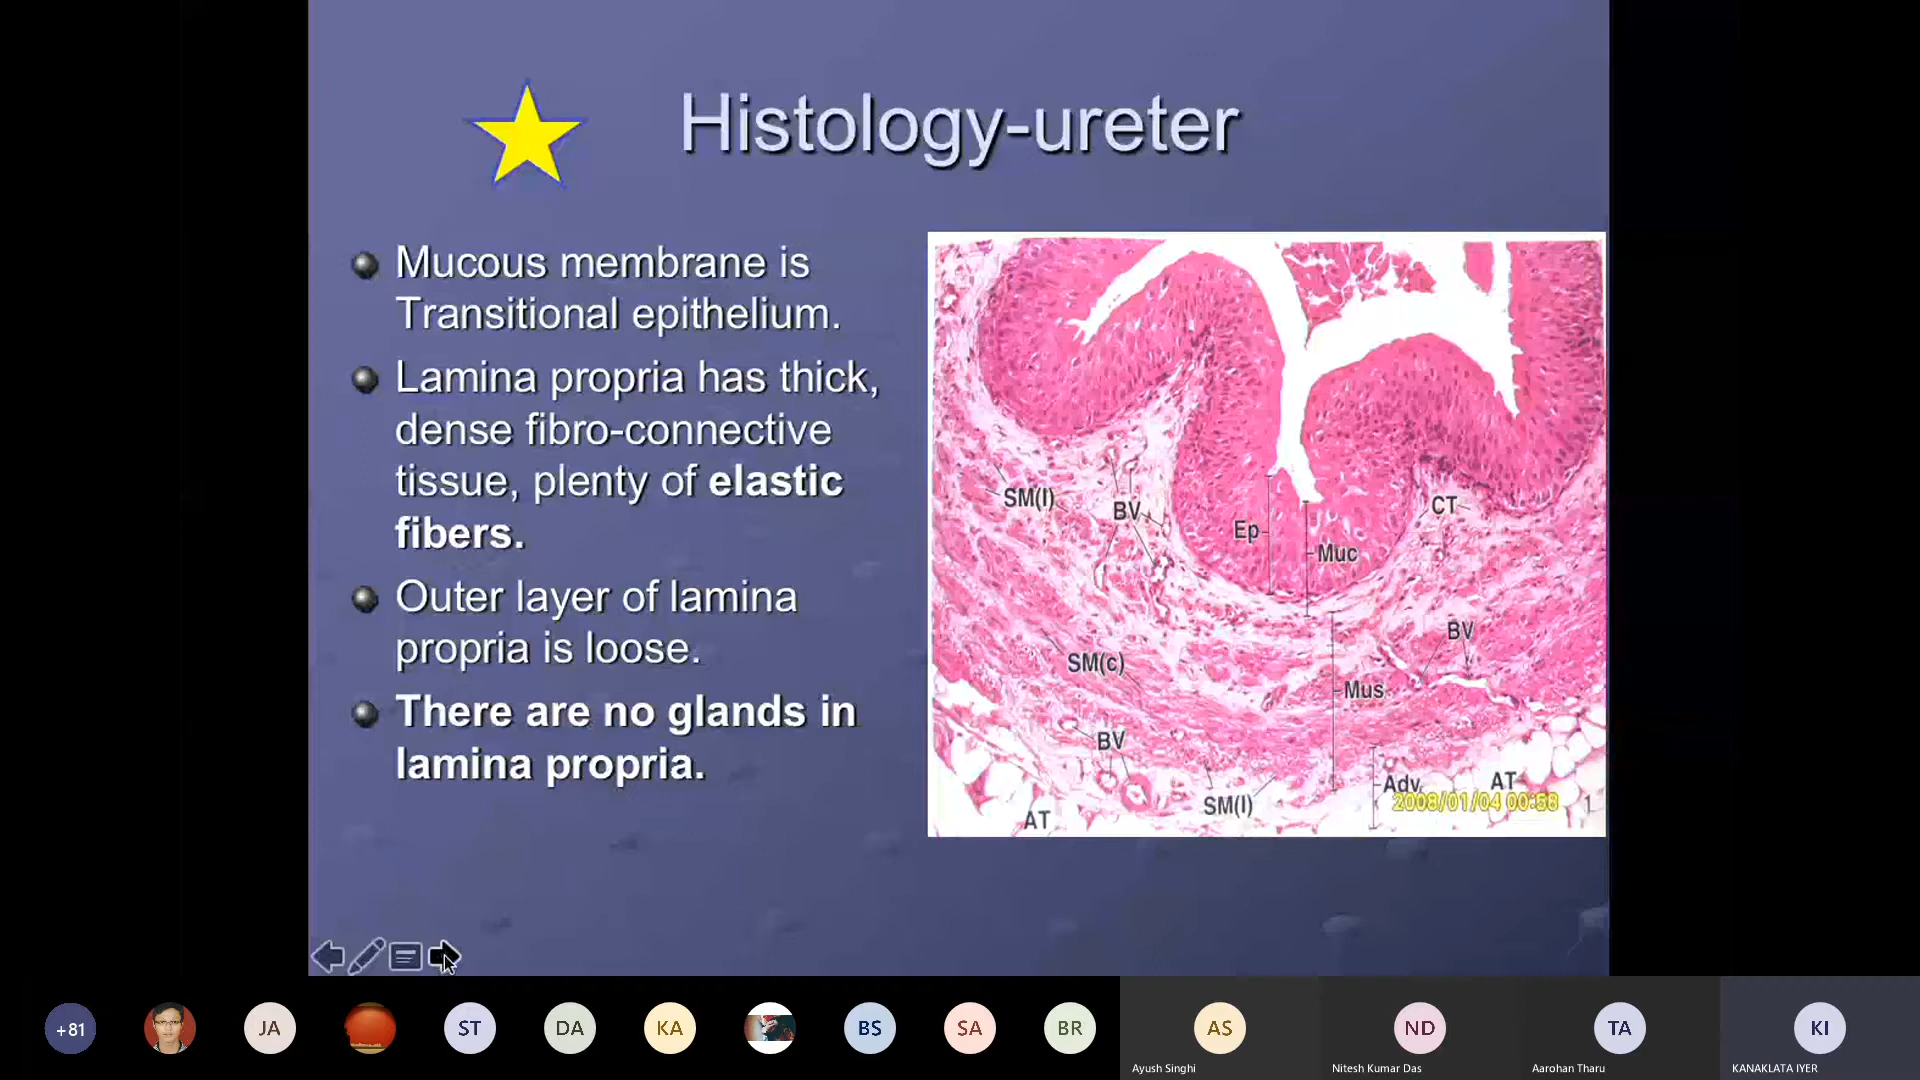 Histology-ureter
Mucous membrane is
Transitional epithelium.
Lamina propria has thick,
dense fibro-connective
tissue, plenty of elastic
fibers.
Outer layer of lamina
propria is loose.
There are no glands in
lamina propria.
SM(l)
BV
Ep
Muc
CT
SM(c)
BV
Mus
BV
SM(l)
Adv
AT
AT
2008/01/04 00:58
1
+81
JA
ST
DA
KA
BS
SA
BR
AS
ND
TA
KI
Ayush Singhi
Nitesh Kumar Das
Aarohan Tharu
KANAKLATA IYER